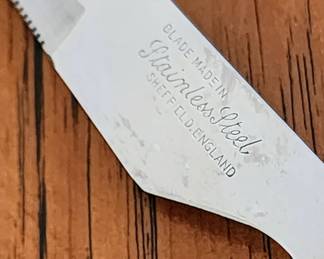 BLADE MADE IN
Stainless Steel
SHEFFIELD.ENGLAND